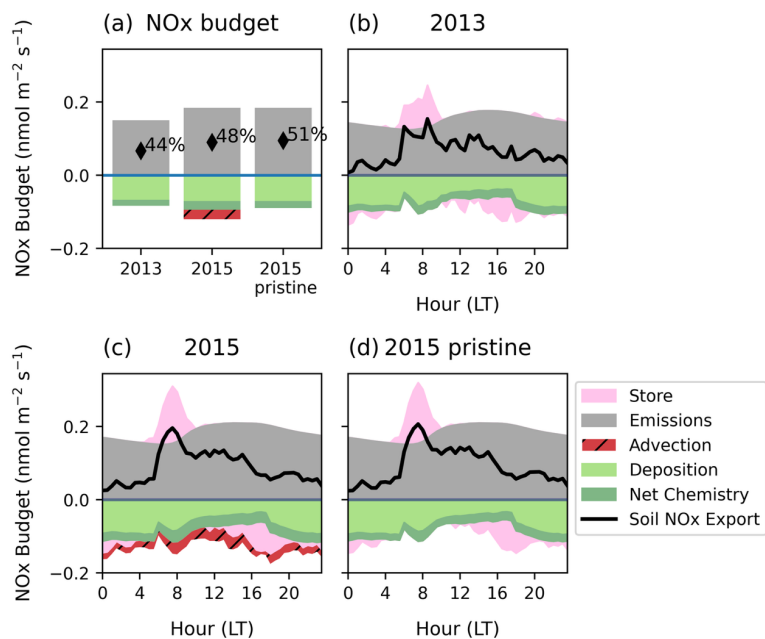 (a) NOx budget
(b) 2013
NOx Budget (nmol m−2 s−1)
0.2
0.0
−0.2
44%
48%
51%
2013
2015
2015
pristine
0 4 8 12 16 20
Hour (LT)
(c) 2015
(d) 2015 pristine
NOx Budget (nmol m−2 s−1)
0.2
0.0
−0.2
0 4 8 12 16 20
Hour (LT)
0 4 8 12 16 20
Hour (LT)
Store
Emissions
Advection
Deposition
Net Chemistry
Soil NOx Export